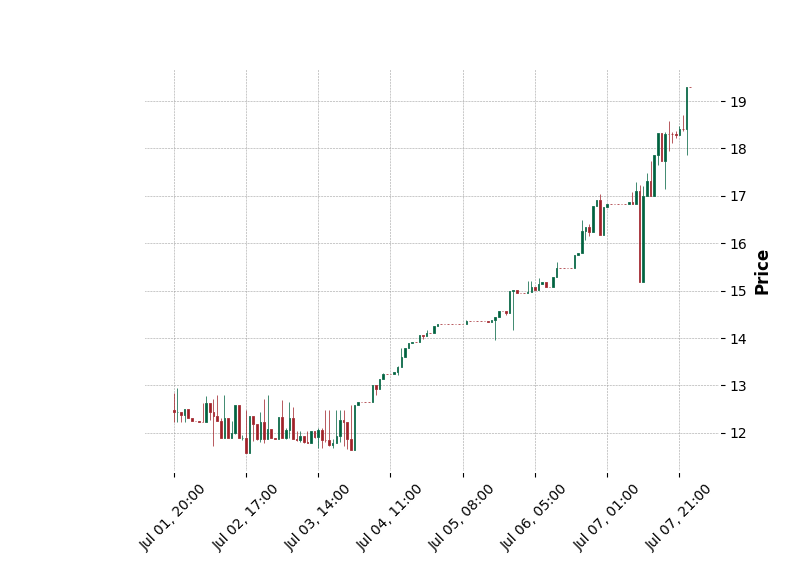 19
18
17
16
15
14
13
12
Price
Jul 01, 20:00
Jul 02, 17:00
Jul 03, 14:00
Jul 04, 11:00
Jul 05, 08:00
Jul 06, 05:00
Jul 07, 01:00
Jul 07, 21:00